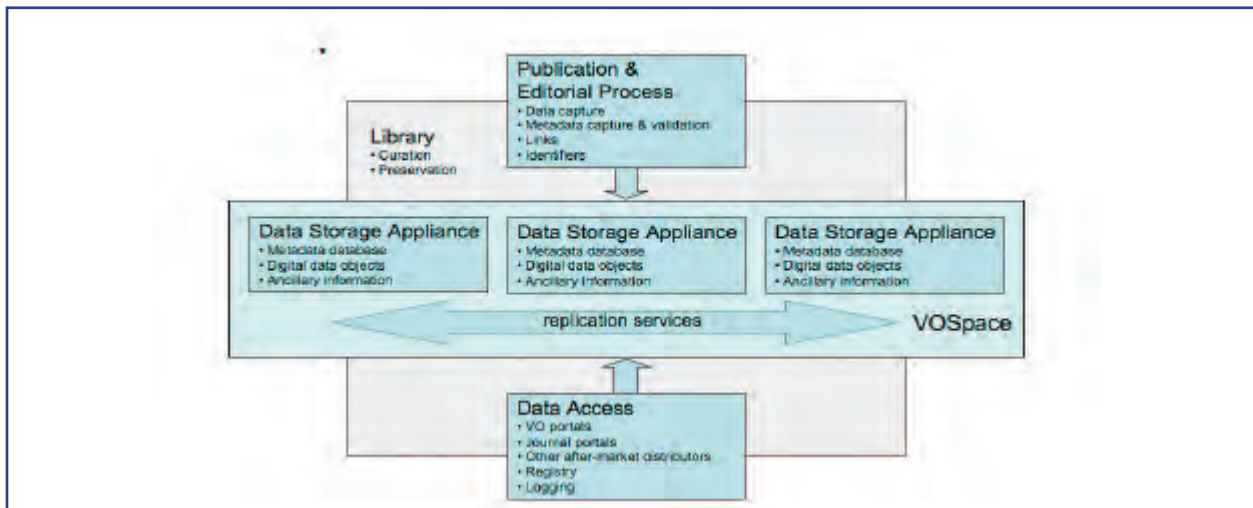 Publication &
Editorial Process
• Data capture
• Metadata capture & validation
• Links
• Identifiers
Library
• Curation
• Preservation
Data Storage Appliance
• Metadata database
• Digital data objects
• Ancillary information
Data Storage Appliance
• Metadata database
• Digital data objects
• Ancillary information
Data Storage Appliance
• Metadata database
• Digital data objects
• Ancillary information
replication services
VOSpace
Data Access
• VO portals
• Journal portals
• Other after-market distributors
• Registry
• Logging